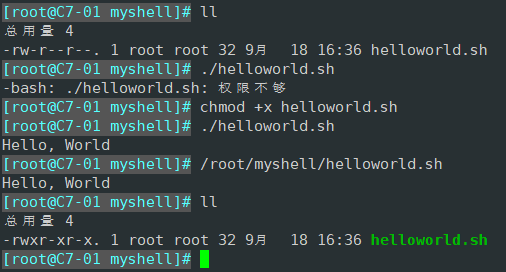 [root@C7-01 myshell]# ll
总用量 4
-rw-r--r--. 1 root root 32 9月  18 16:36 helloworld.sh
[root@C7-01 myshell]# ./helloworld.sh
-bash: ./helloworld.sh: 权限不够
[root@C7-01 myshell]# chmod +x helloworld.sh
[root@C7-01 myshell]# ./helloworld.sh
Hello, World
[root@C7-01 myshell]# /root/myshell/helloworld.sh
Hello, World
[root@C7-01 myshell]# ll
总用量 4
-rwxr-xr-x. 1 root root 32 9月  18 16:36 helloworld.sh
[root@C7-01 myshell]#